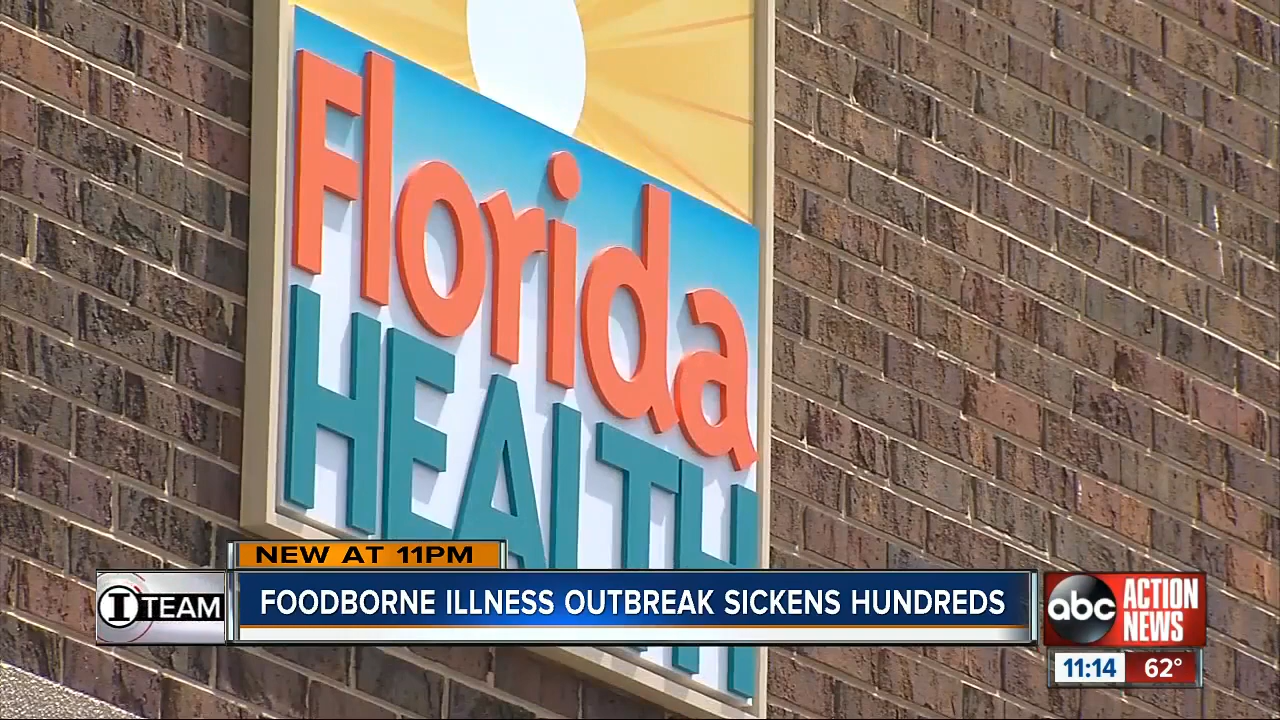 Florida
HEALTH
NEW AT 11PM
I TEAM
FOODBORNE ILLNESS OUTBREAK SICKENS HUNDREDS
abc
ACTION
NEWS
11:14
62°